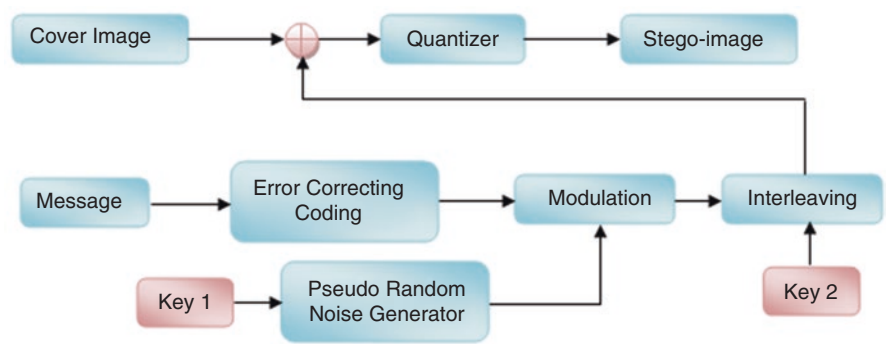 Cover Image
Quantizer
Stego-image
Message
Error Correcting
Coding
Modulation
Interleaving
Key 1
Pseudo Random
Noise Generator
Key 2